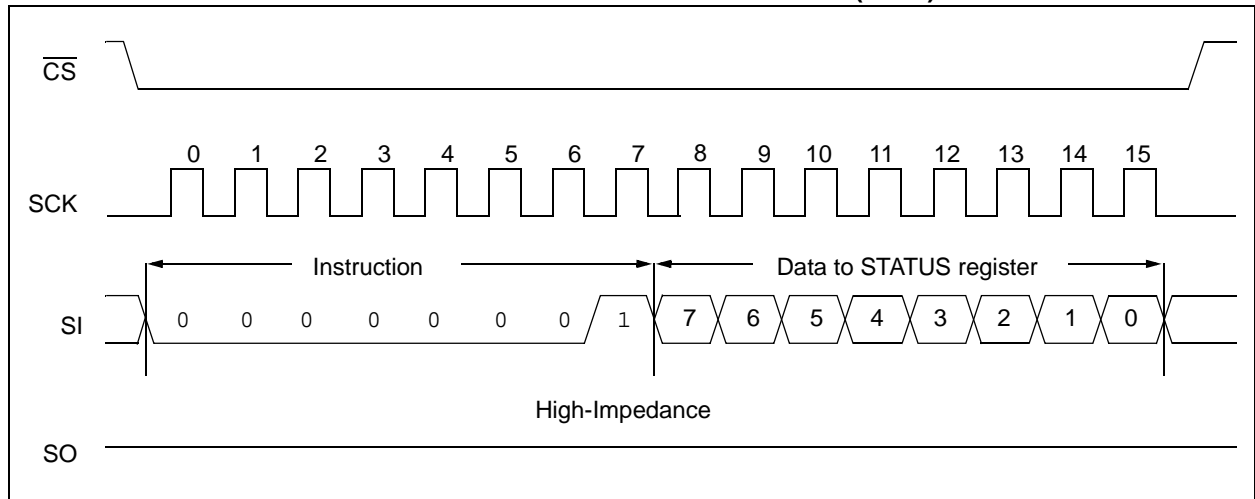 CS
0 1 2 3 4 5 6 7 8 9 10 11 12 13 14 15
SCK
Instruction
Data to STATUS register
SI
0 0 0 0 0 0 0 1 7 6 5 4 3 2 1 0
High-Impedance
SO